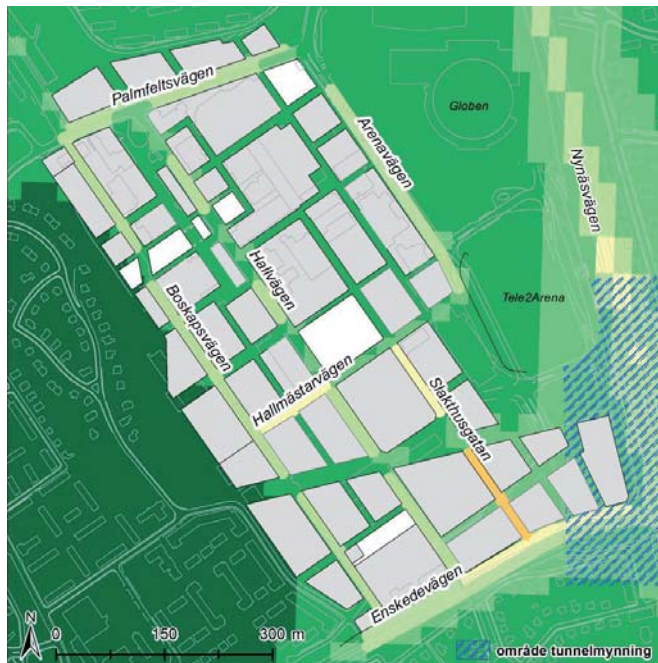 Palmfeltsvägen
Globen
Arenavägen
Nynäsvägen
Hallvägen
Tele2Arena
Boskapsvägen
Hallmästarvägen
Slakthusgatan
Enskedevägen
N
0 150 300 m
område tunnelmynning